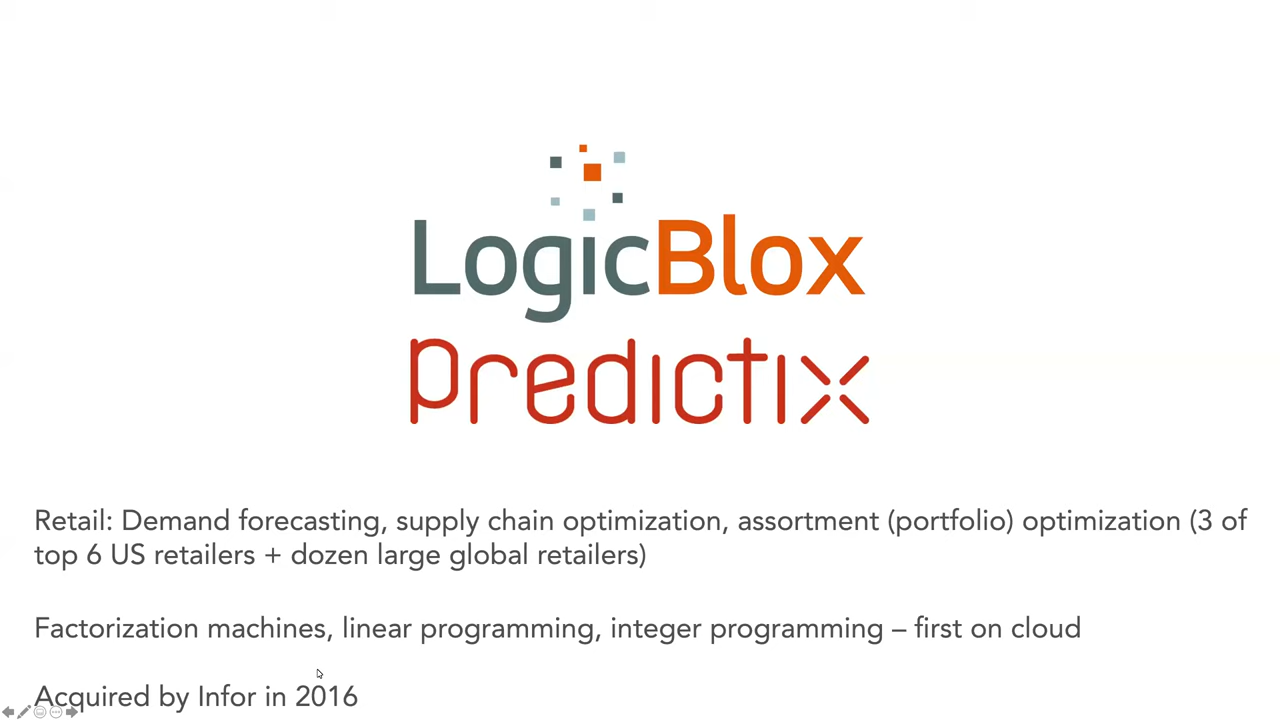 LogicBlox
Predictix
Retail: Demand forecasting, supply chain optimization, assortment (portfolio) optimization (3 of
top 6 US retailers + dozen large global retailers)
Factorization machines, linear programming, integer programming – first on cloud
Acquired by Infor in 2016